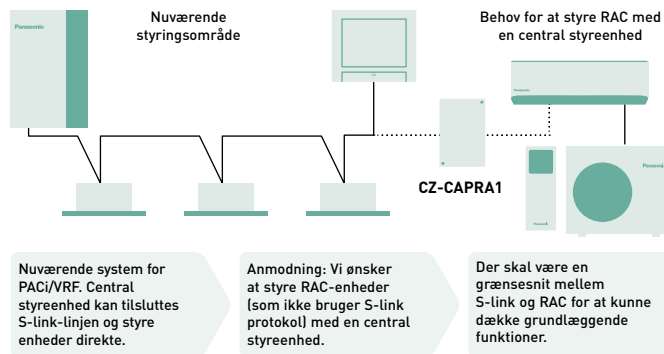 Nuværende
styringsområde
Behov for at styre RAC med
en central styreenhed
Panasonic
Panasonic
CZ-CAPRA1
Panasonic
Panasonic
Nuværende system for
PACi/VRF. Central
styreenhed kan tilsluttes
S-link-linjen og styre
enheder direkte.
Anmodning: Vi ønsker
at styre RAC-enheder
(som ikke bruger S-link
protokol) med en central
styreenhed.
Der skal være en
grænsesnit mellem
S-link og RAC for at kunne
dække grundlæggende
funktioner.